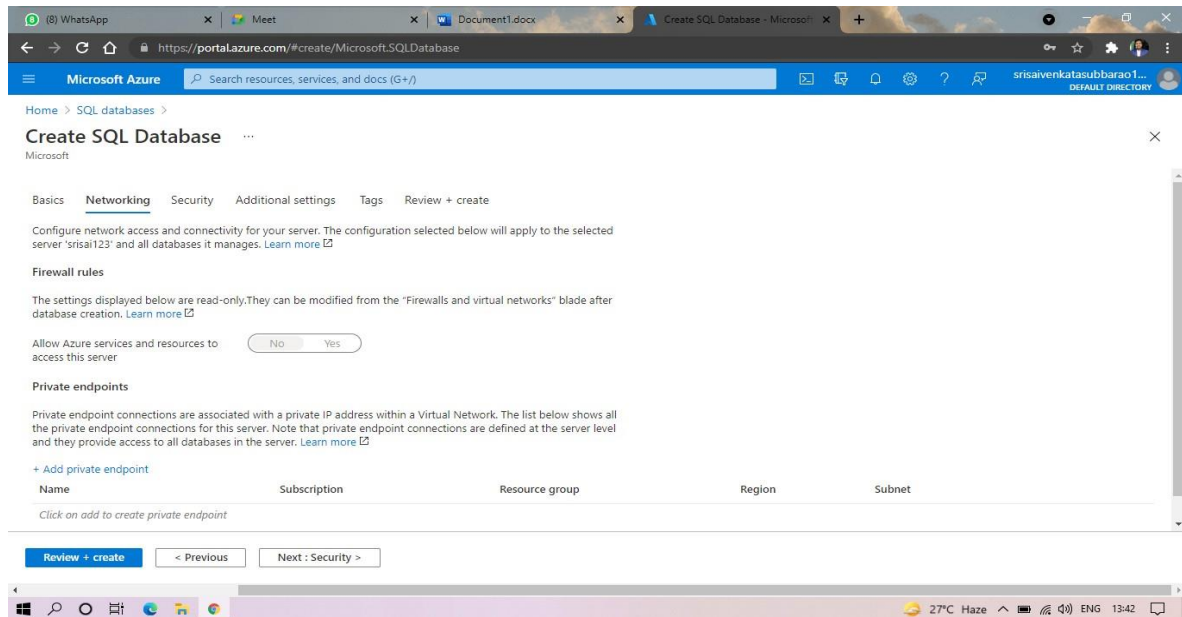 (8) WhatsApp
Meet
Document1.docx
Create SQL Database - Microsoft
https://portal.azure.com/#create/Microsoft.SQLDatabase
Microsoft Azure
Search resources, services, and docs (G+/)
srisaivenkatasubbarao1...
DEFAULT DIRECTORY
Home > SQL databases >
Create SQL Database ...
Microsoft
Basics Networking Security Additional settings Tags Review + create
Configure network access and connectivity for your server. The configuration selected below will apply to the selected
server 'srisai123' and all databases it manages. Learn more
Firewall rules
The settings displayed below are read-only.They can be modified from the "Firewalls and virtual networks" blade after
database creation. Learn more
Allow Azure services and resources to
access this server
No Yes
Private endpoints
Private endpoint connections are associated with a private IP address within a Virtual Network. The list below shows all
the private endpoint connections for this server. Note that private endpoint connections are defined at the server level
and they provide access to all databases in the server. Learn more
+ Add private endpoint
Name Subscription Resource group Region Subnet
Click on add to create private endpoint
Review + create < Previous Next : Security >
27°C Haze ENG 13:42